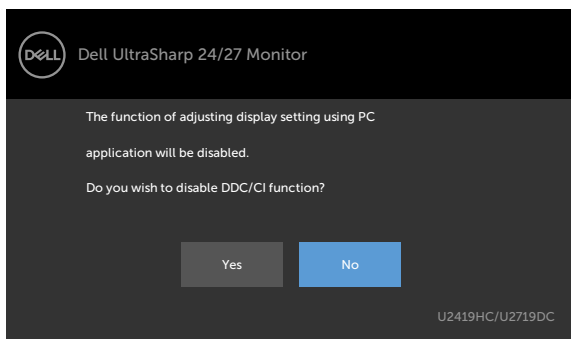 DELL
Dell UltraSharp 24/27 Monitor
The function of adjusting display setting using PC
application will be disabled.
Do you wish to disable DDC/CI function?
Yes No
U2419HC/U2719DC